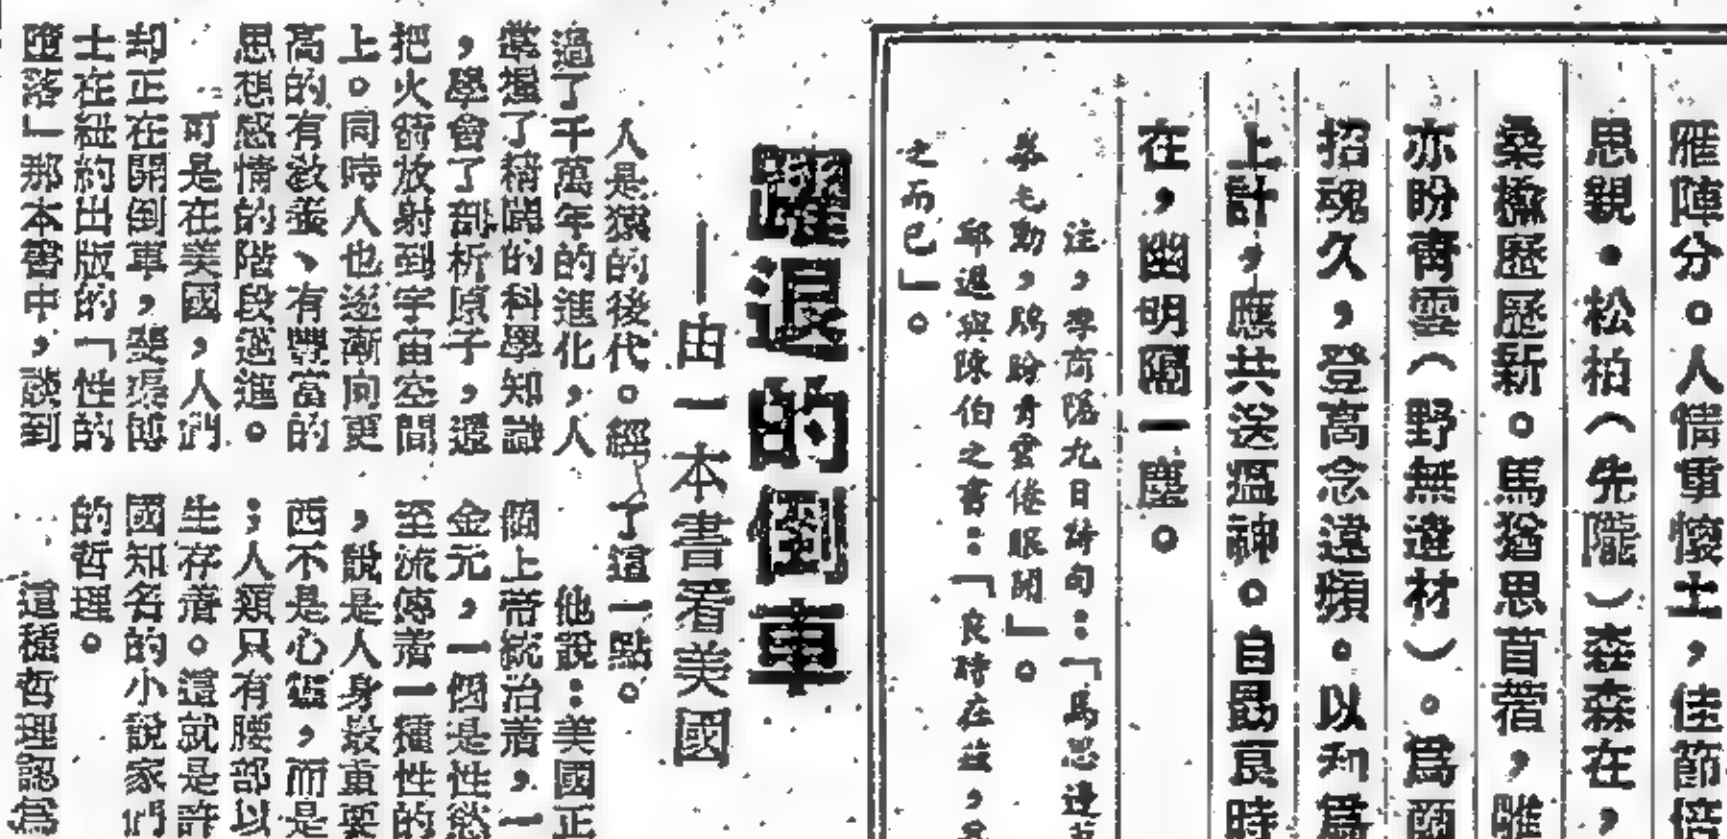 雁陣分。人情重懷土，佳節倍
思親．松柏（先隴）森森在，
桑榆歷歷新。馬猶思苜蓿，雕
亦盼青雲（野無遺材）。爲爾
招魂久，登高念遠頻．以和爲
上計，應共送瘟神。自勗良時
在，幽明隔一塵。
注，李商隱九日詩句：「馬思邊草
拳毛動，鵰盼青雲倦眼開」。
邱遲與陳伯之書：「良時在茲，
之而已」。
躍退的倒車
──由一本書看美國
人是猿的後代。經
過了千萬年的進化，人
掌握了精闢的科學知識
，學會了剖析原子，還
把火箭放射到宇宙空間
上。同時人也逐漸向更
高的有敎養、有豐富的
思想感情的階段邁進。
可是在美國，人們
却正在開倒車，博
士在紐約出版的「性的
墮落」那本書中，談到
了這一點。
他說：美國正
個上帝統治着，一
金元，一個是性慾
至流傳着一種性的
，說是人身最重要
西不是心臟，而是
；人類只有腰部以
生存着。這就是許
國知名的小說家們
的哲理。
這種哲理認爲